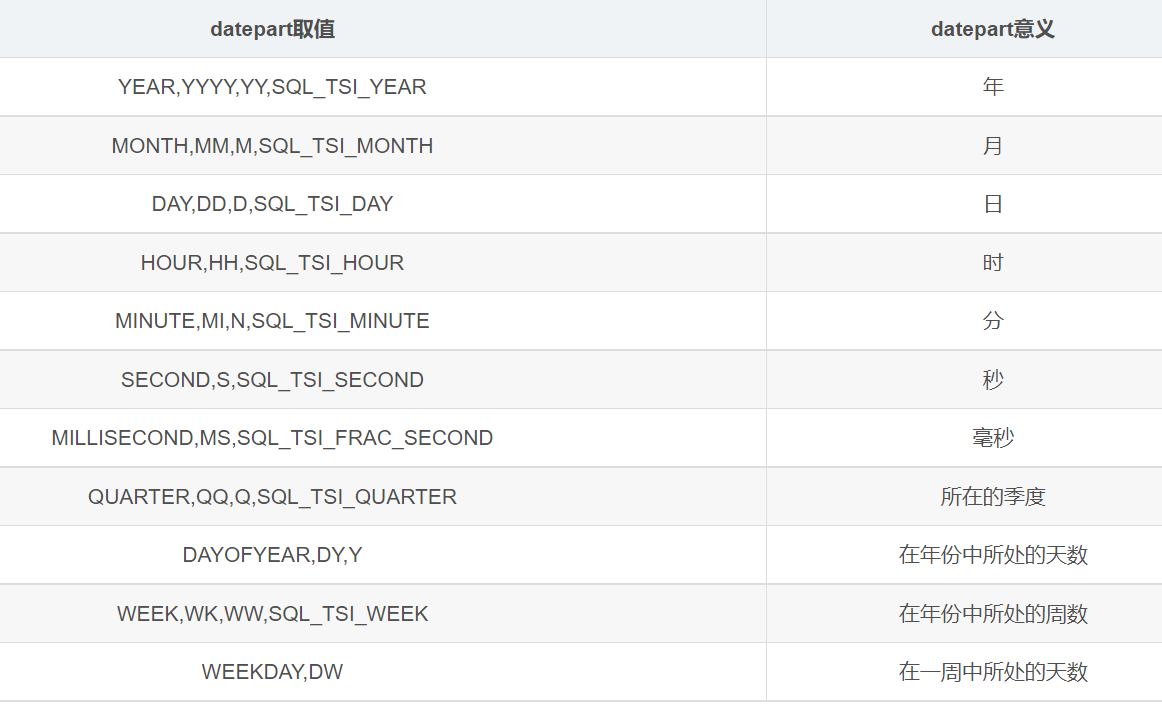 datepart取值 datepart意义
YEAR,YYYY,YY,SQL_TSI_YEAR 年
MONTH,MM,M,SQL_TSI_MONTH 月
DAY,DD,D,SQL_TSI_DAY 日
HOUR,HH,SQL_TSI_HOUR 时
MINUTE,MI,N,SQL_TSI_MINUTE 分
SECOND,S,SQL_TSI_SECOND 秒
MILLISECOND,MS,SQL_TSI_FRAC_SECOND 毫秒
QUARTER,QQ,Q,SQL_TSI_QUARTER 所在的季度
DAYOFYEAR,DY,Y 在年份中所处的天数
WEEK,WK,WW,SQL_TSI_WEEK 在年份中所处的周数
WEEKDAY,DW 在一周中所处的天数